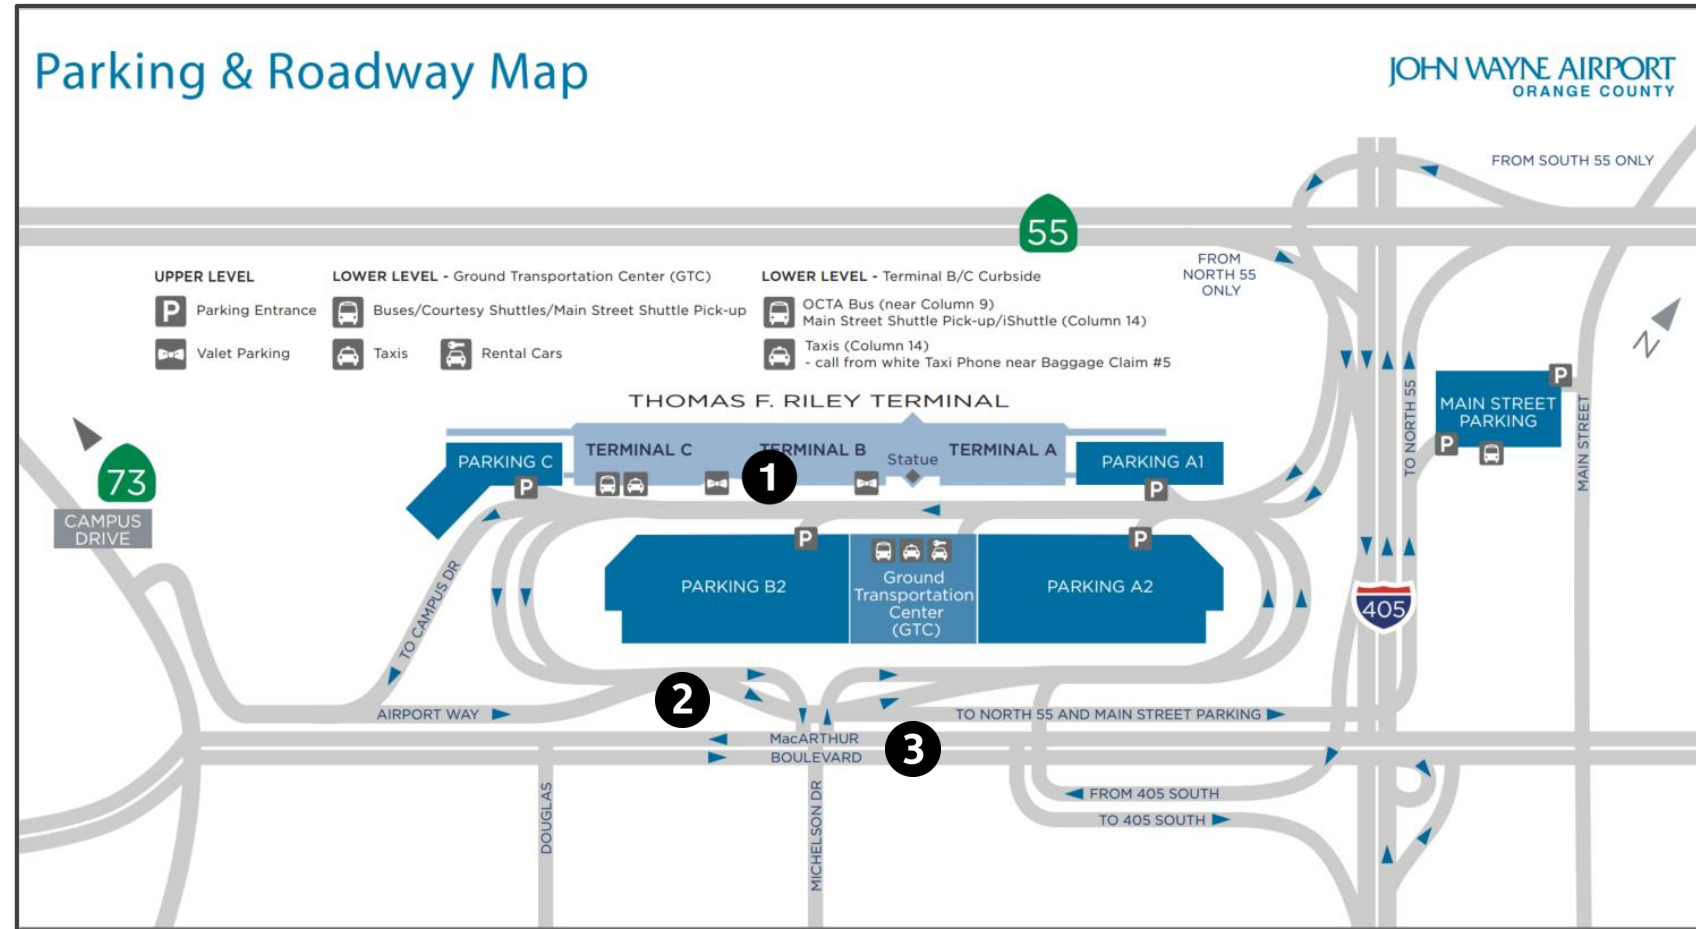 Parking & Roadway Map
JOHN WAYNE AIRPORT
ORANGE COUNTY
FROM SOUTH 55 ONLY
55
FROM
NORTH 55
ONLY
UPPER LEVEL
P Parking Entrance
Valet Parking
LOWER LEVEL - Ground Transportation Center (GTC)
Buses/Courtesy Shuttles/Main Street Shuttle Pick-up
Taxis
Rental Cars
LOWER LEVEL - Terminal B/C Curbside
OCTA Bus (near Column 9)
Main Street Shuttle Pick-up/iShuttle (Column 14)
Taxis (Column 14)
- call from white Taxi Phone near Baggage Claim #5
N
THOMAS F. RILEY TERMINAL
TERMINAL C
TERMINAL B
Statue
TERMINAL A
PARKING C
P
1
PARKING A1
P
TO NORTH 55
MAIN STREET
PARKING
P
P
MAIN STREET
73
CAMPUS
DRIVE
TO CAMPUS DR
P
PARKING B2
Ground
Transportation
Center
(GTC)
P
PARKING A2
405
2
AIRPORT WAY
TO NORTH 55 AND MAIN STREET PARKING
MacARTHUR
BOULEVARD
3
DOUGLAS
MICHELSON DR
FROM 405 SOUTH
TO 405 SOUTH